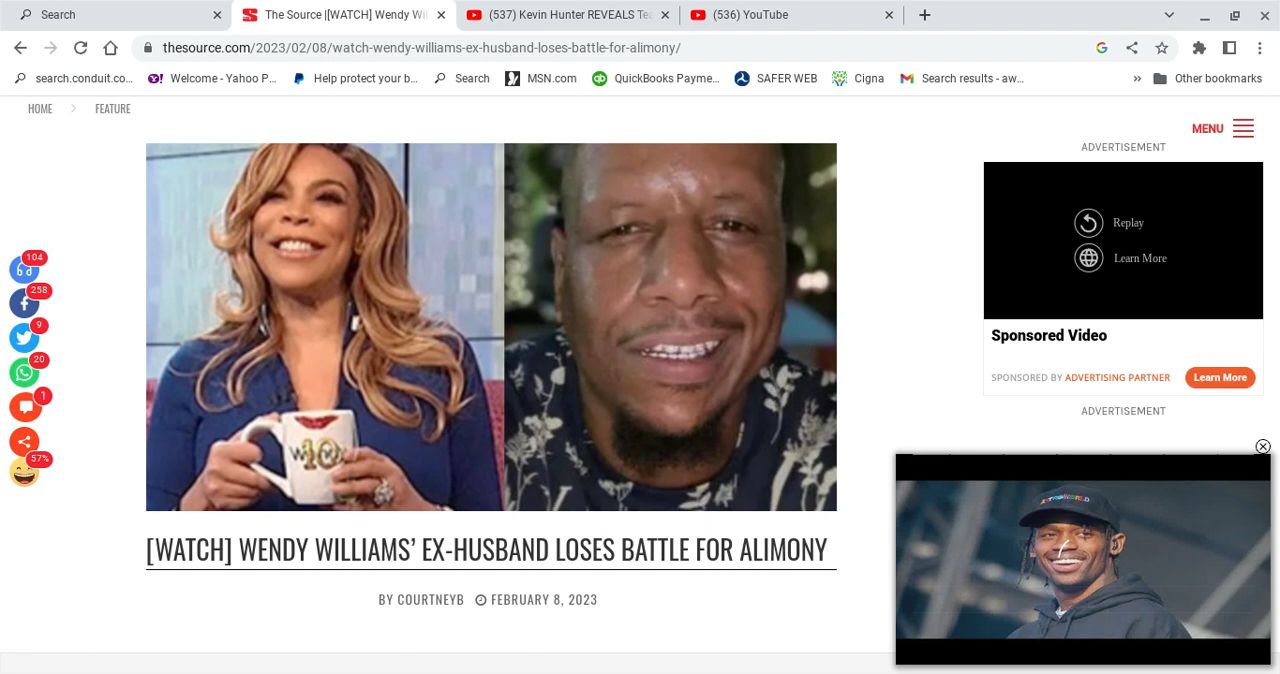 Search
The Source |[WATCH] Wendy Wil
(537) Kevin Hunter REVEALS Tea
(536) YouTube
thesource.com/2023/02/08/watch-wendy-williams-ex-husband-loses-battle-for-alimony/
search.conduit.co...
Welcome - Yahoo P...
Help protect your b...
Search
MSN.com
QuickBooks Payme...
SAFER WEB
Cigna
Search results - aw...
»
Other bookmarks
HOME
FEATURE
MENU
ADVERTISEMENT
Replay
Learn More
Sponsored Video
SPONSORED BY ADVERTISING PARTNER
Learn More
ADVERTISEMENT
104
258
9
20
1
57%
10
[WATCH] WENDY WILLIAMS’ EX-HUSBAND LOSES BATTLE FOR ALIMONY
BY COURTNEYB
FEBRUARY 8, 2023